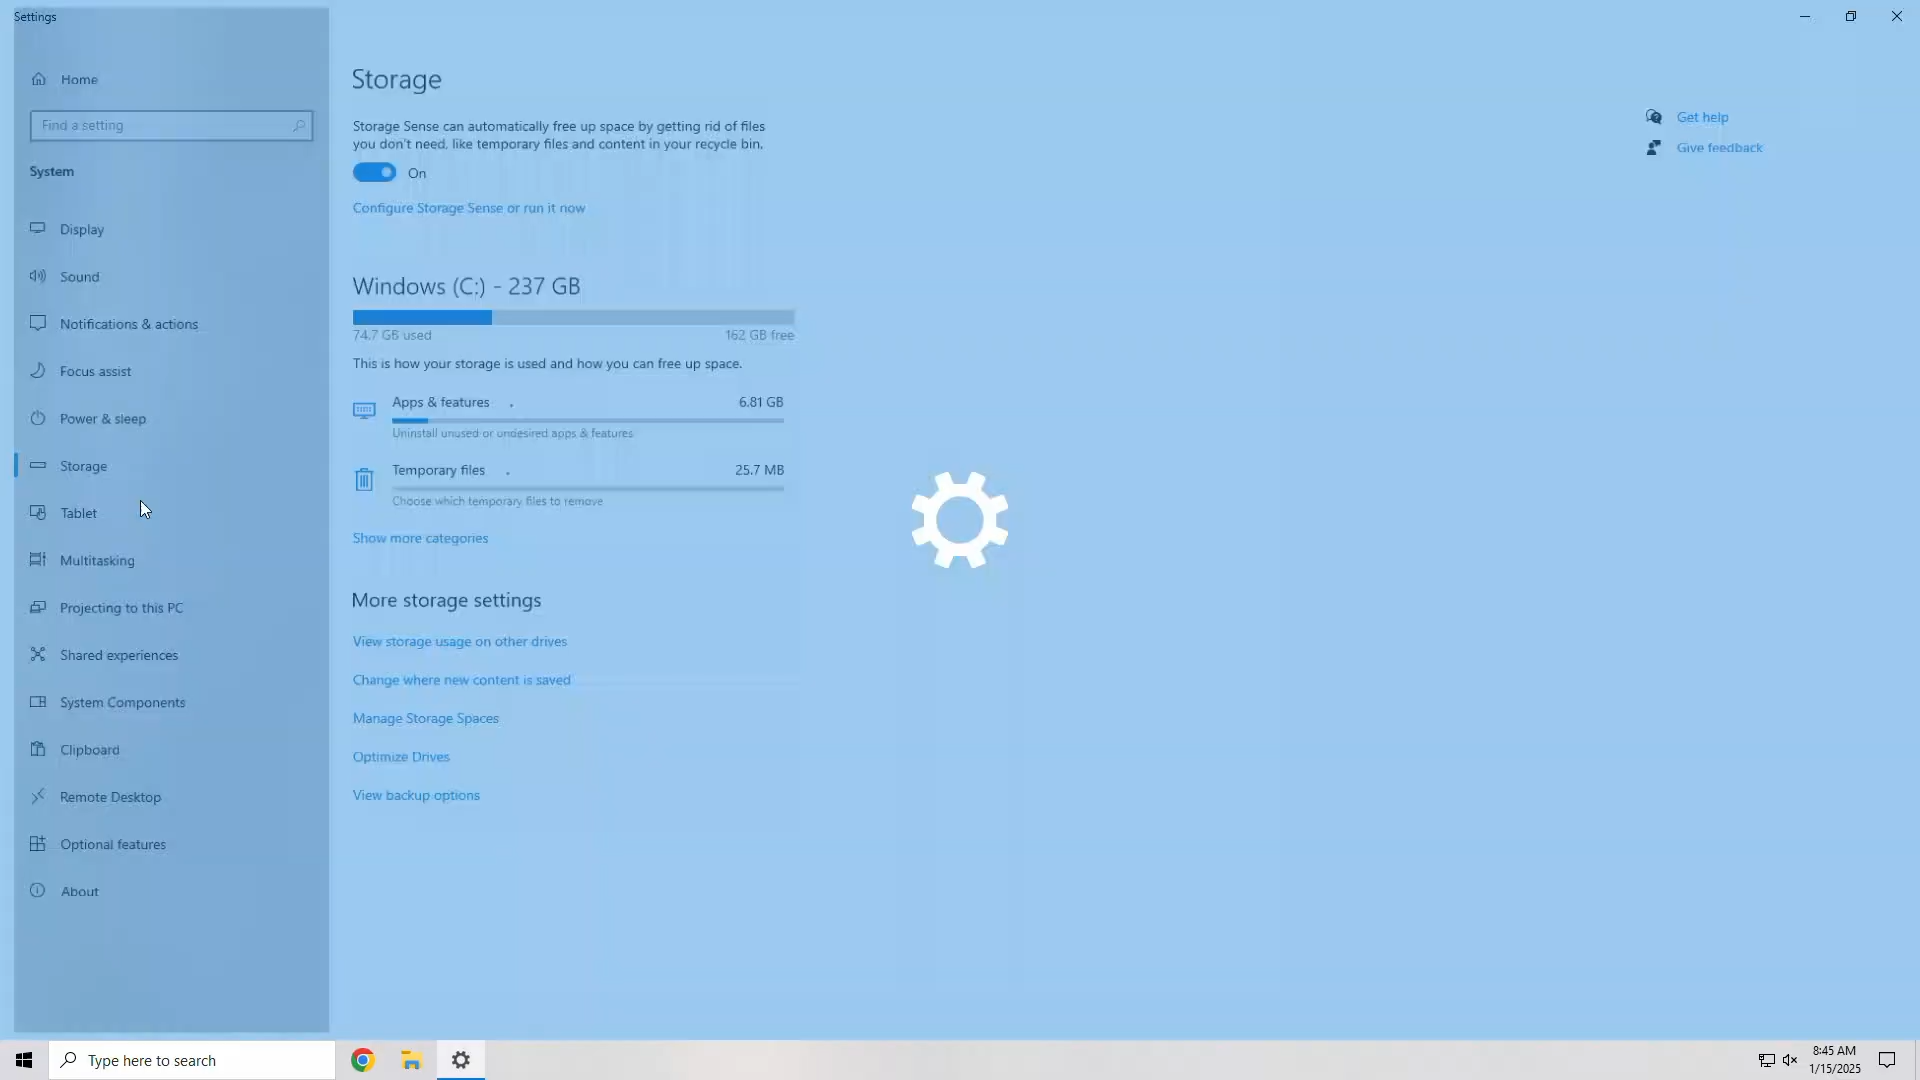 Settings
Home
Find a setting
System
Display
Sound
Notifications & actions
Focus assist
Power & sleep
Storage
Tablet
Multitasking
Projecting to this PC
Shared experiences
System Components
Clipboard
Remote Desktop
Optional features
About
Storage
Storage Sense can automatically free up space by getting rid of files
you don't need, like temporary files and content in your recycle bin.
On
Configure Storage Sense or run it now
Windows (C:) - 237 GB
74.7 GB used 162 GB free
This is how your storage is used and how you can free up space.
Apps & features 6.81 GB
Uninstall unused or undesired apps & features
Temporary files 25.7 MB
Choose which temporary files to remove
Show more categories
More storage settings
View storage usage on other drives
Change where new content is saved
Manage Storage Spaces
Optimize Drives
View backup options
Get help
Give feedback
Type here to search
8:45 AM
1/15/2025